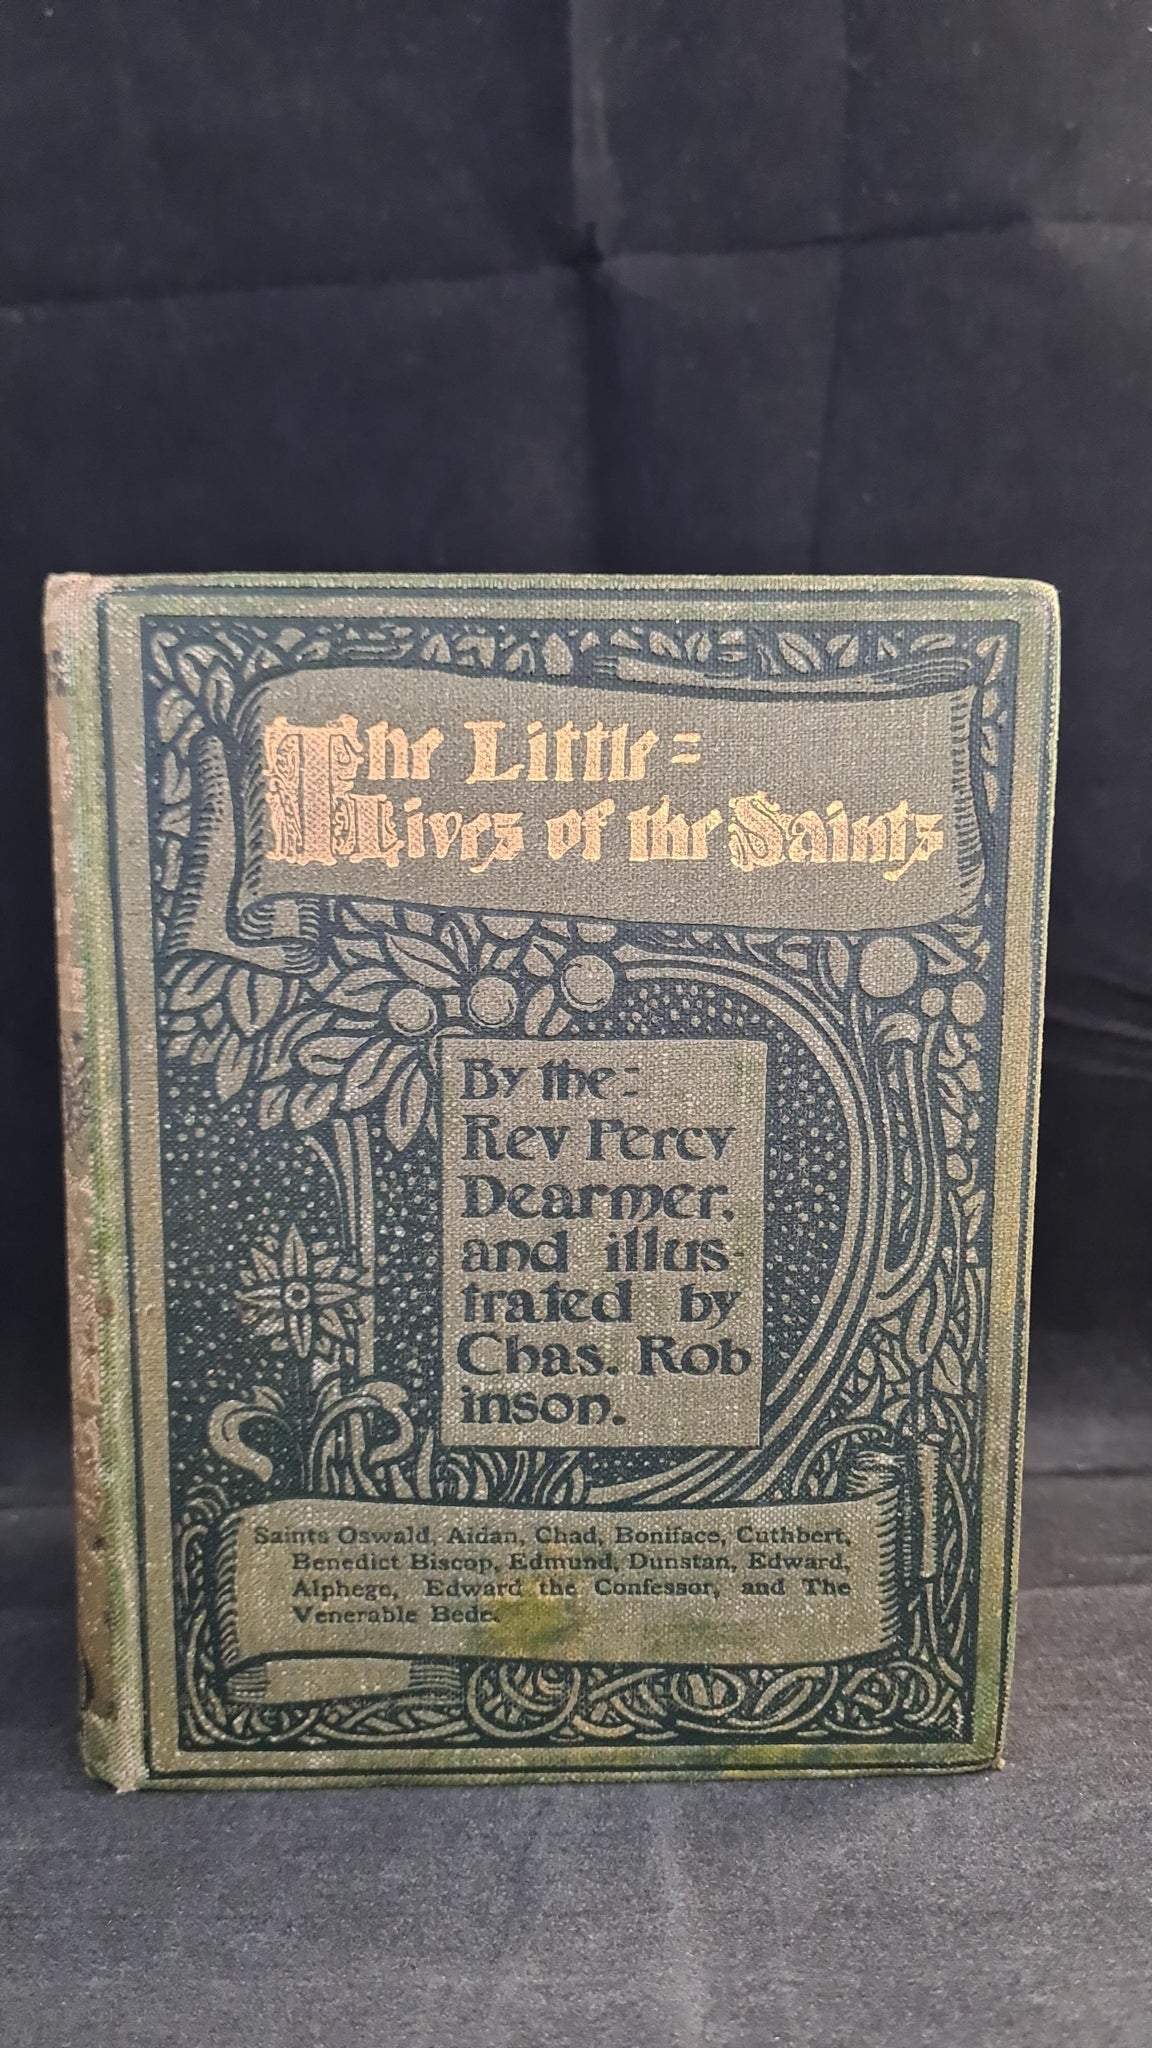 The Little=
Lives of the Saints
By the=
Rev Percy
Dearmer,
and illus-
trated by
Chas. Rob
inson.
Saints Oswald, Aidan, Chad, Boniface, Cuthbert,
Benedict Biscop, Edmund, Dunstan, Edward,
Alphege, Edward the Confessor, and The
Venerable Bede.